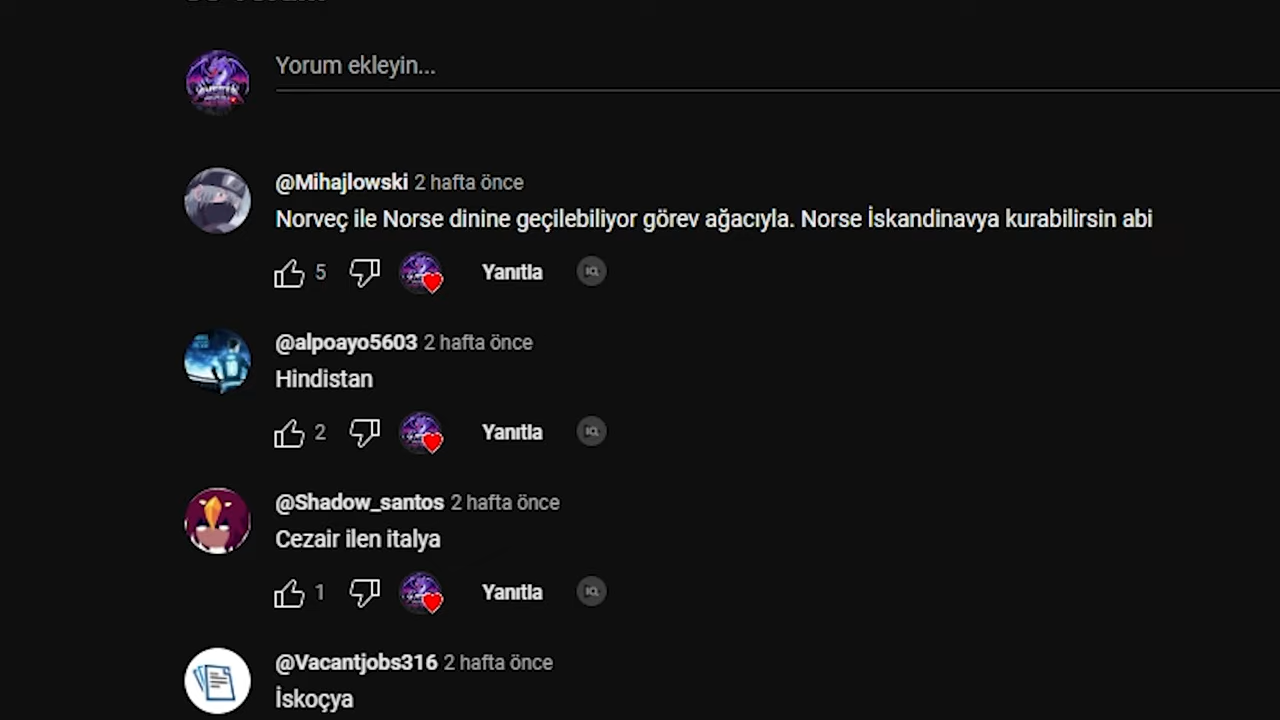 Yorum ekleyin...
@Mihajlowski 2 hafta önce
Norveç ile Norse dinine geçilebiliyor görev ağacıyla. Norse İskandinavya kurabilirsin abi
5 Yanıtla
@alpoayo5603 2 hafta önce
Hindistan
2 Yanıtla
@Shadow_santos 2 hafta önce
Cezair ilen italya
1 Yanıtla
@Vacantjobs316 2 hafta önce
İskoçya